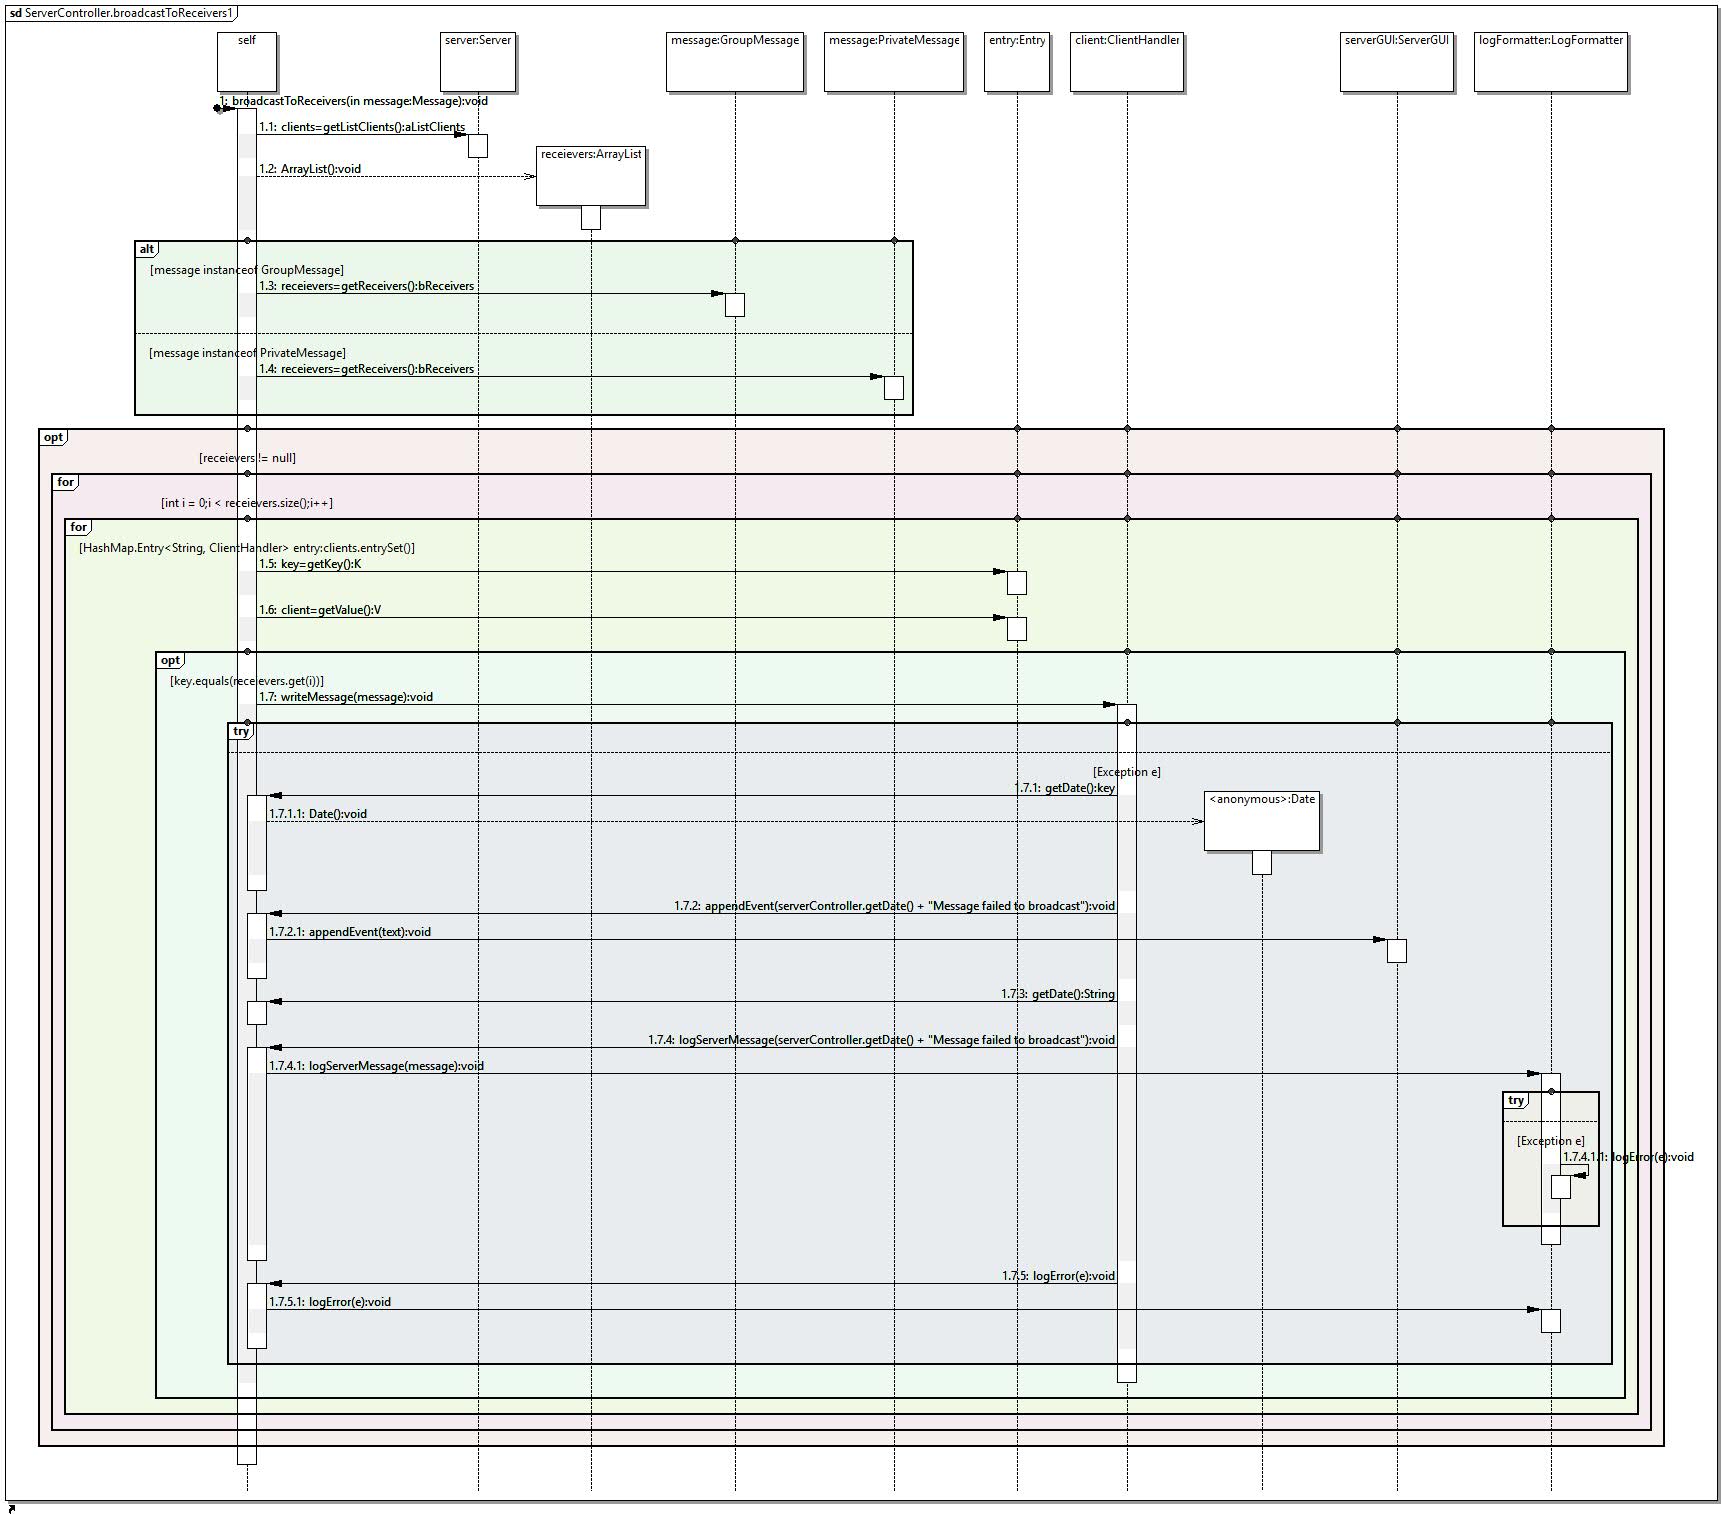 sd ServerController.broadcastToReceivers1
self
server:Server
message:GroupMessage
message:PrivateMessage
entry:Entry
client:ClientHandler
serverGUI:ServerGUI
logFormatter:LogFormatter
1: broadcastToReceivers(in message:Message):void
1.1: clients=getListClients():aListClients
receievers:ArrayList
1.2: ArrayList():void
alt
[message instanceof GroupMessage]
1.3: receievers=getReceivers():bReceivers
[message instanceof PrivateMessage]
1.4: receievers=getReceivers():bReceivers
opt
[receievers != null]
for
[int i = 0;i < receievers.size();i++]
for
[HashMap.Entry<String, ClientHandler> entry:clients.entrySet()]
1.5: key=getKey():K
1.6: client=getValue():V
opt
[key.equals(receievers.get(i))]
1.7: writeMessage(message):void
try
[Exception e]
1.7.1: getDate():key
<anonymous>:Date
1.7.1.1: Date():void
1.7.2: appendEvent(serverController.getDate() + "Message failed to broadcast"):void
1.7.2.1: appendEvent(text):void
1.7.3: getDate():String
1.7.4: logServerMessage(serverController.getDate() + "Message failed to broadcast"):void
1.7.4.1: logServerMessage(message):void
try
[Exception e]
1.7.4.1.1: logError(e):void
1.7.5: logError(e):void
1.7.5.1: logError(e):void